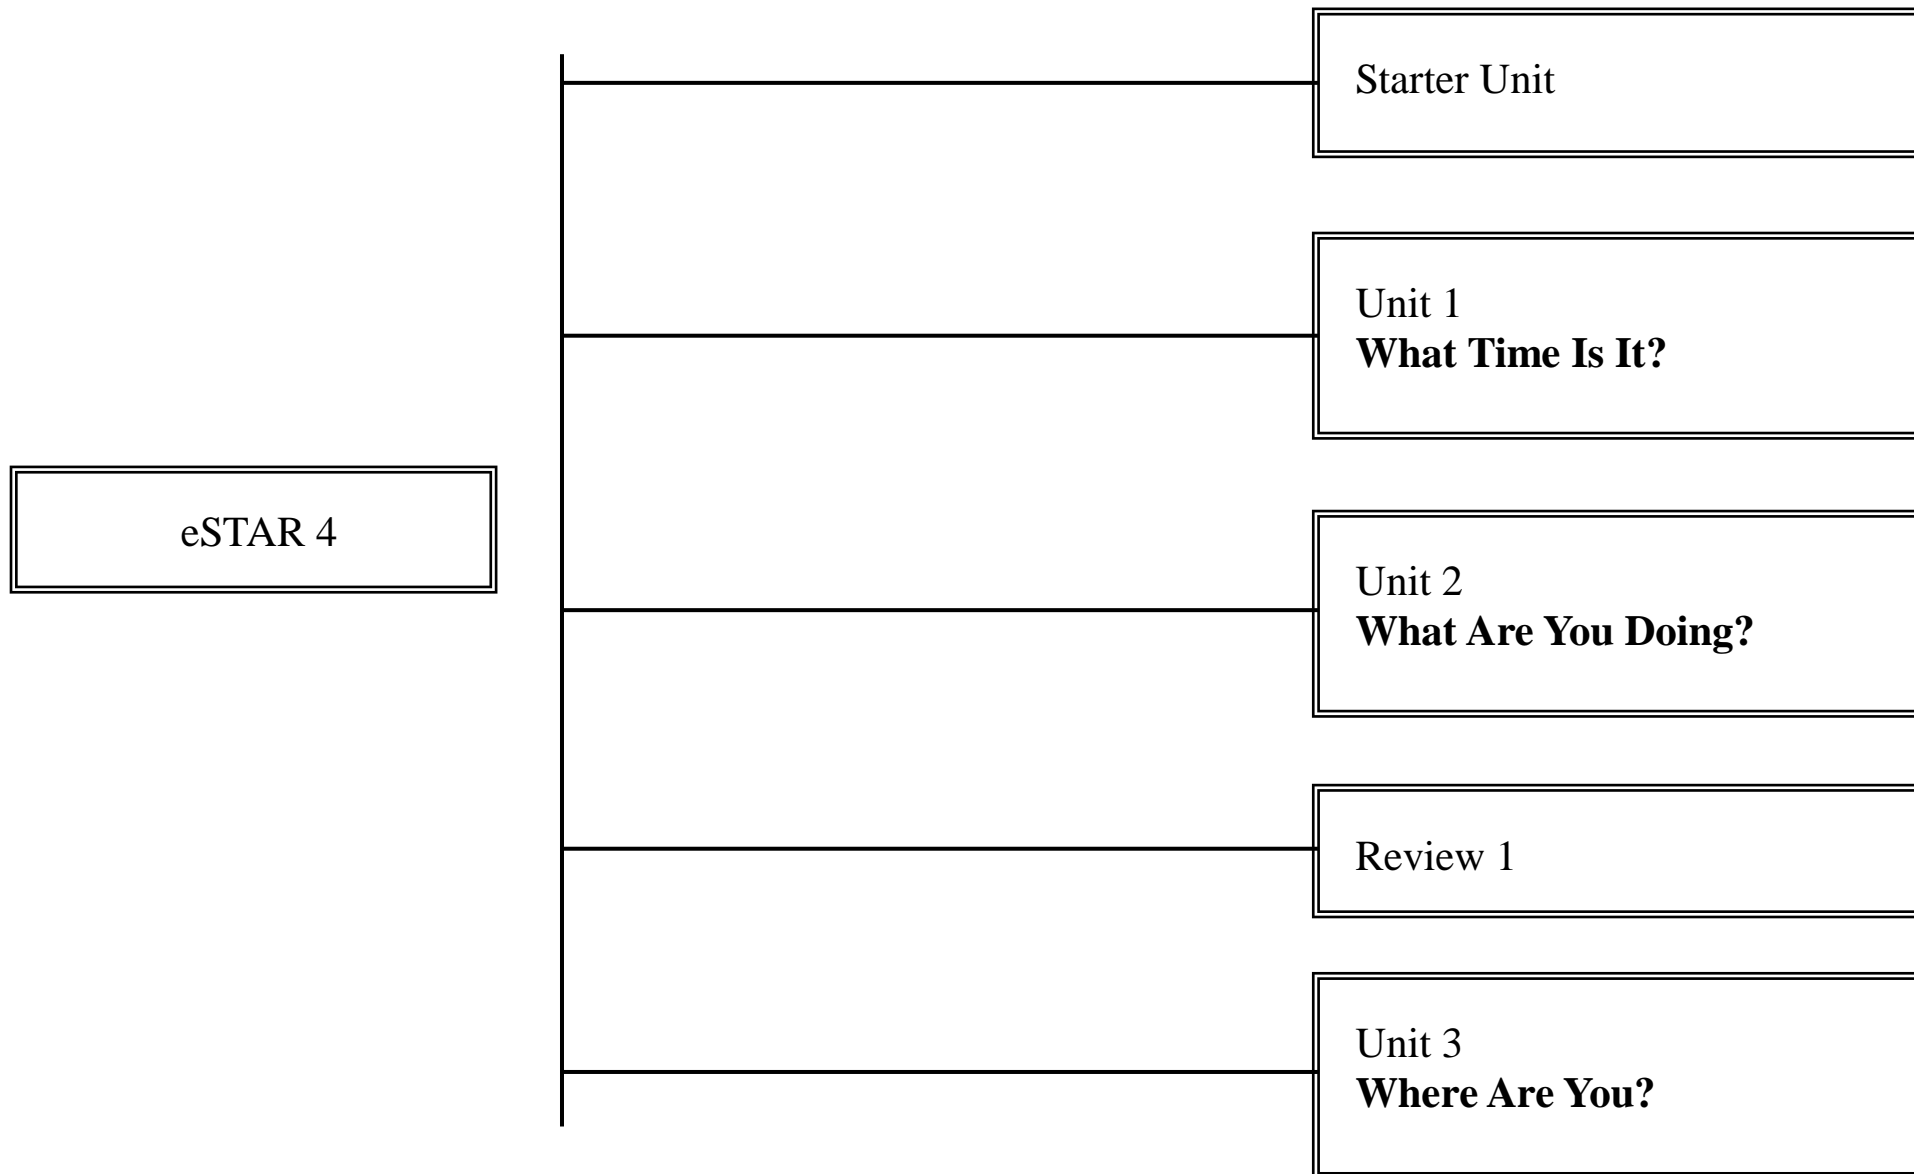 eSTAR 4
Starter Unit
Unit 1
What Time Is It?
Unit 2
What Are You Doing?
Review 1
Unit 3
Where Are You?